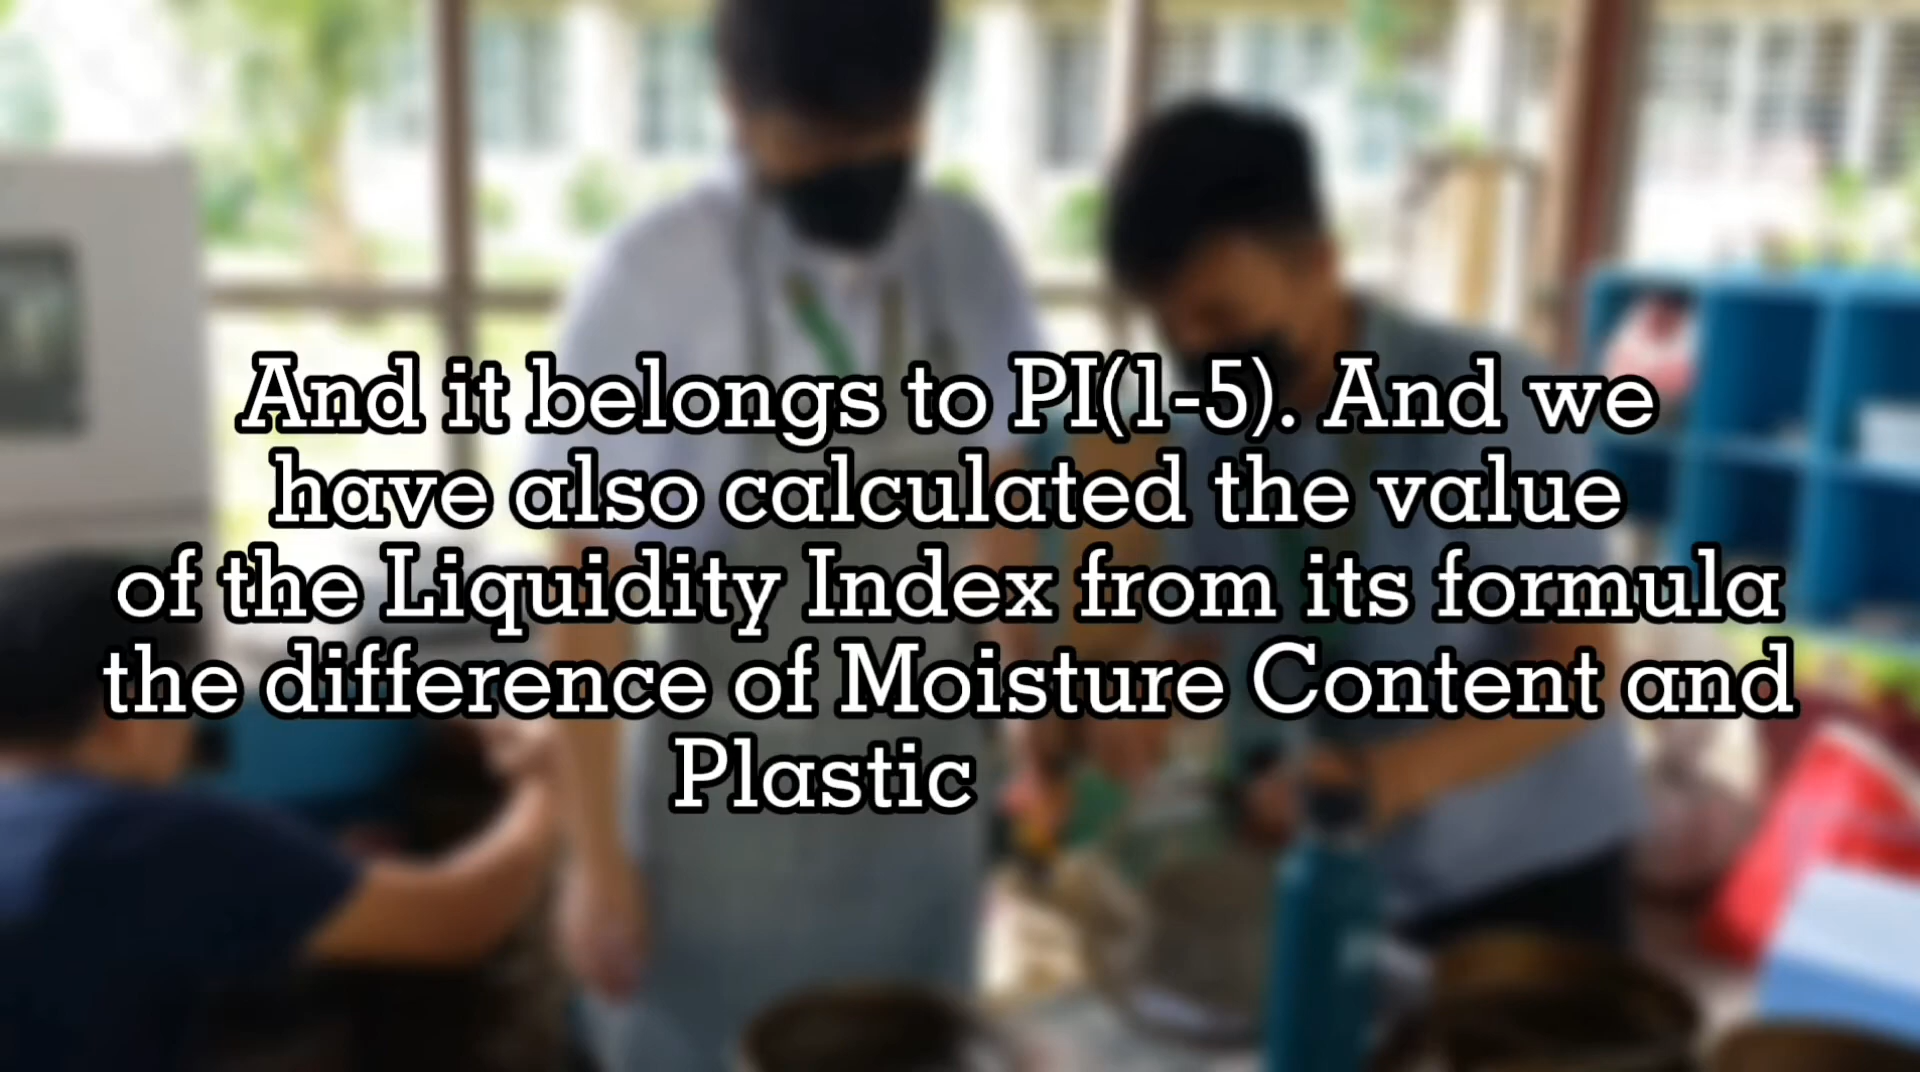 And it belongs to PI(1-5). And we
have also calculated the value
of the Liquidity Index from its formula
the difference of Moisture Content and
Plastic